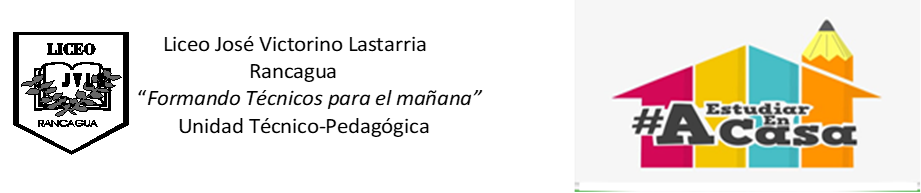 LICEO
JVL
RANCAGUA
Liceo José Victorino Lastarria
Rancagua
“Formando Técnicos para el mañana”
Unidad Técnico-Pedagógica
#A Estudiar
En
Casa